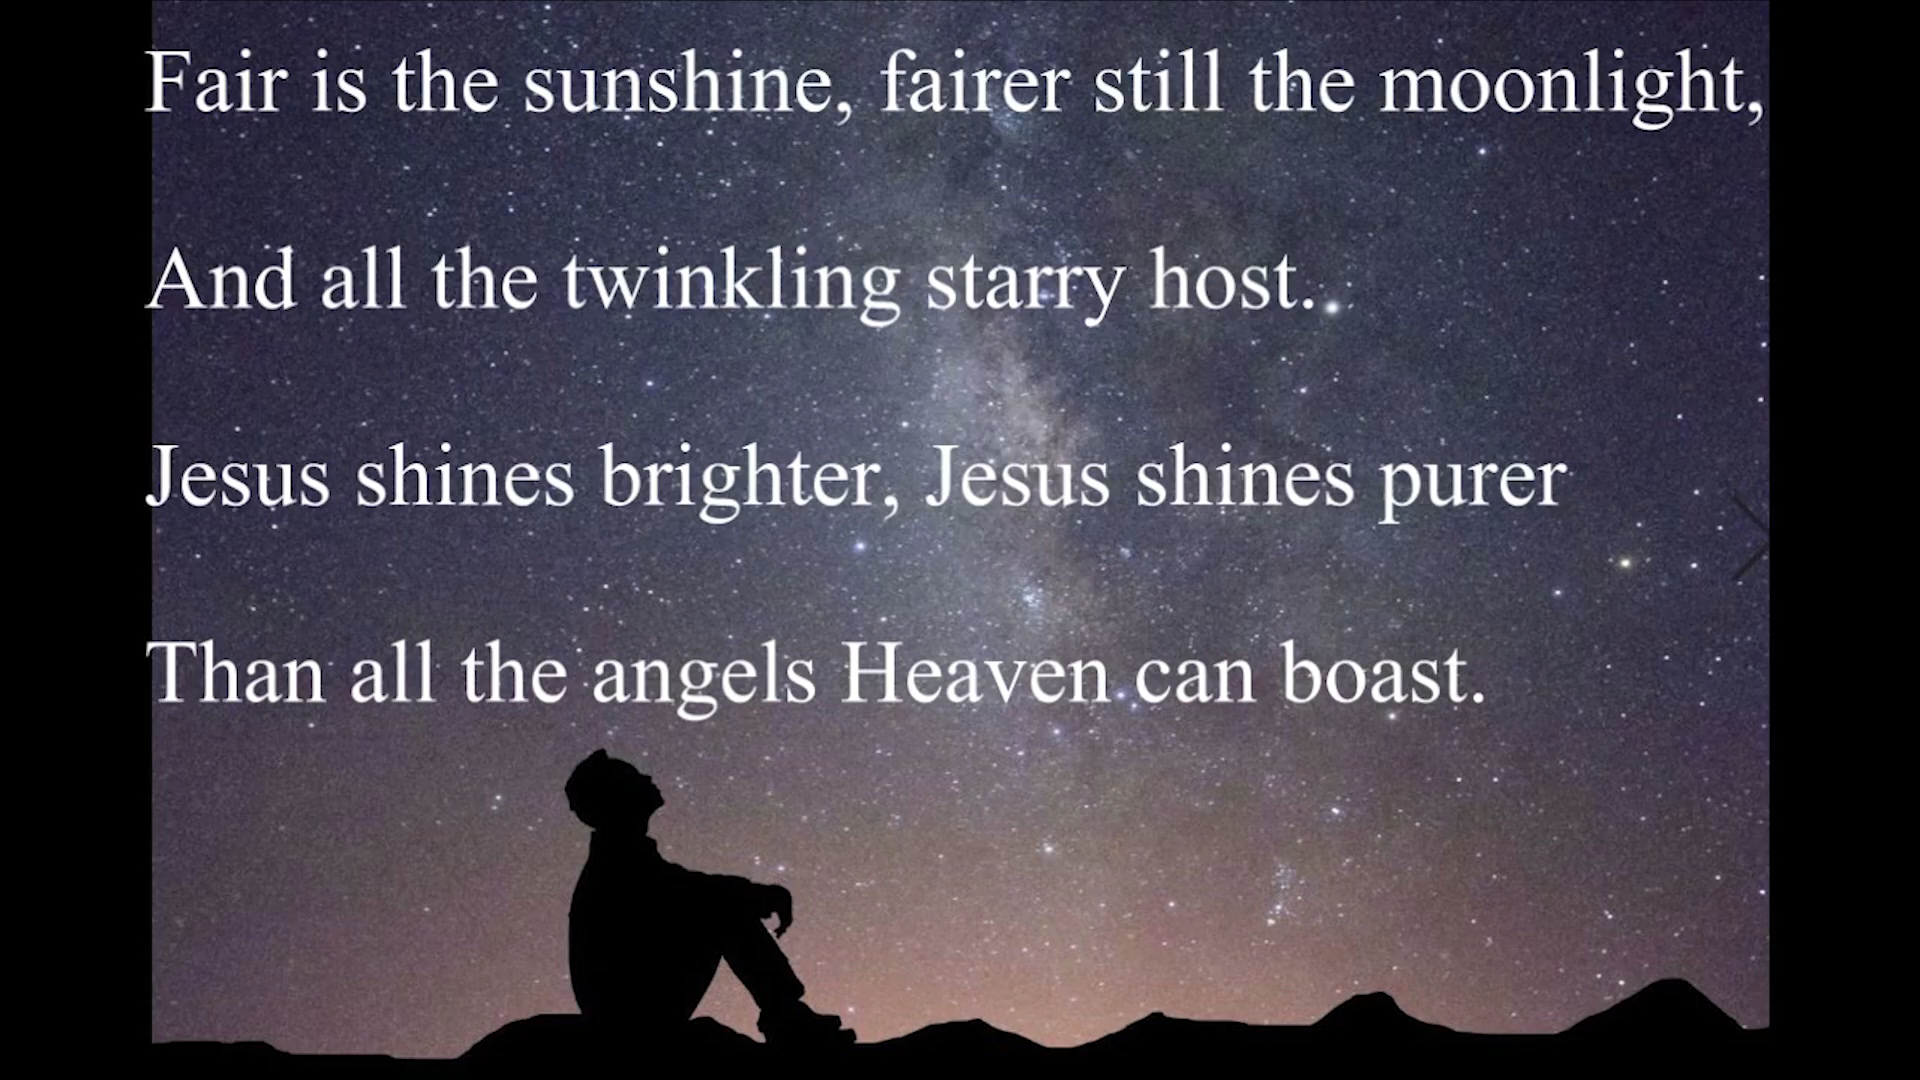 Fair is the sunshine, fairer still the moonlight,
And all the twinkling starry host.
Jesus shines brighter, Jesus shines purer
Than all the angels Heaven can boast.